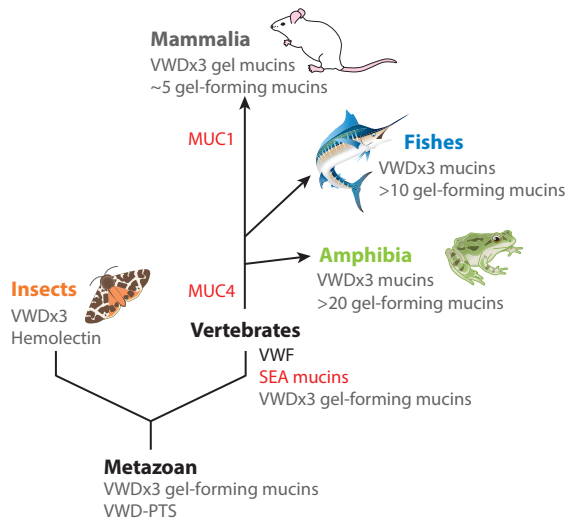 Mammalia
VWDx3 gel mucins
~5 gel-forming mucins
MUC1
Fishes
VWDx3 mucins
>10 gel-forming mucins
Amphibia
VWDx3 mucins
>20 gel-forming mucins
MUC4
Insects
VWDx3
Hemolectin
Vertebrates
VWF
SEA mucins
VWDx3 gel-forming mucins
Metazoan
VWDx3 gel-forming mucins
VWD-PTS